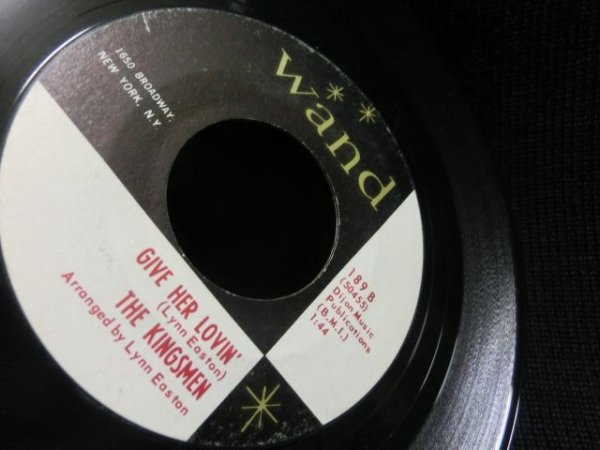 wand
1650 BROADWAY,
NEW YORK, N.Y.
189 B
(50455)
Dijon Music
Publications
(B.M.I.)
1:44
GIVE HER LOVIN'
(Lynn Easton)
THE KINGSMEN
Arranged by Lynn Easton